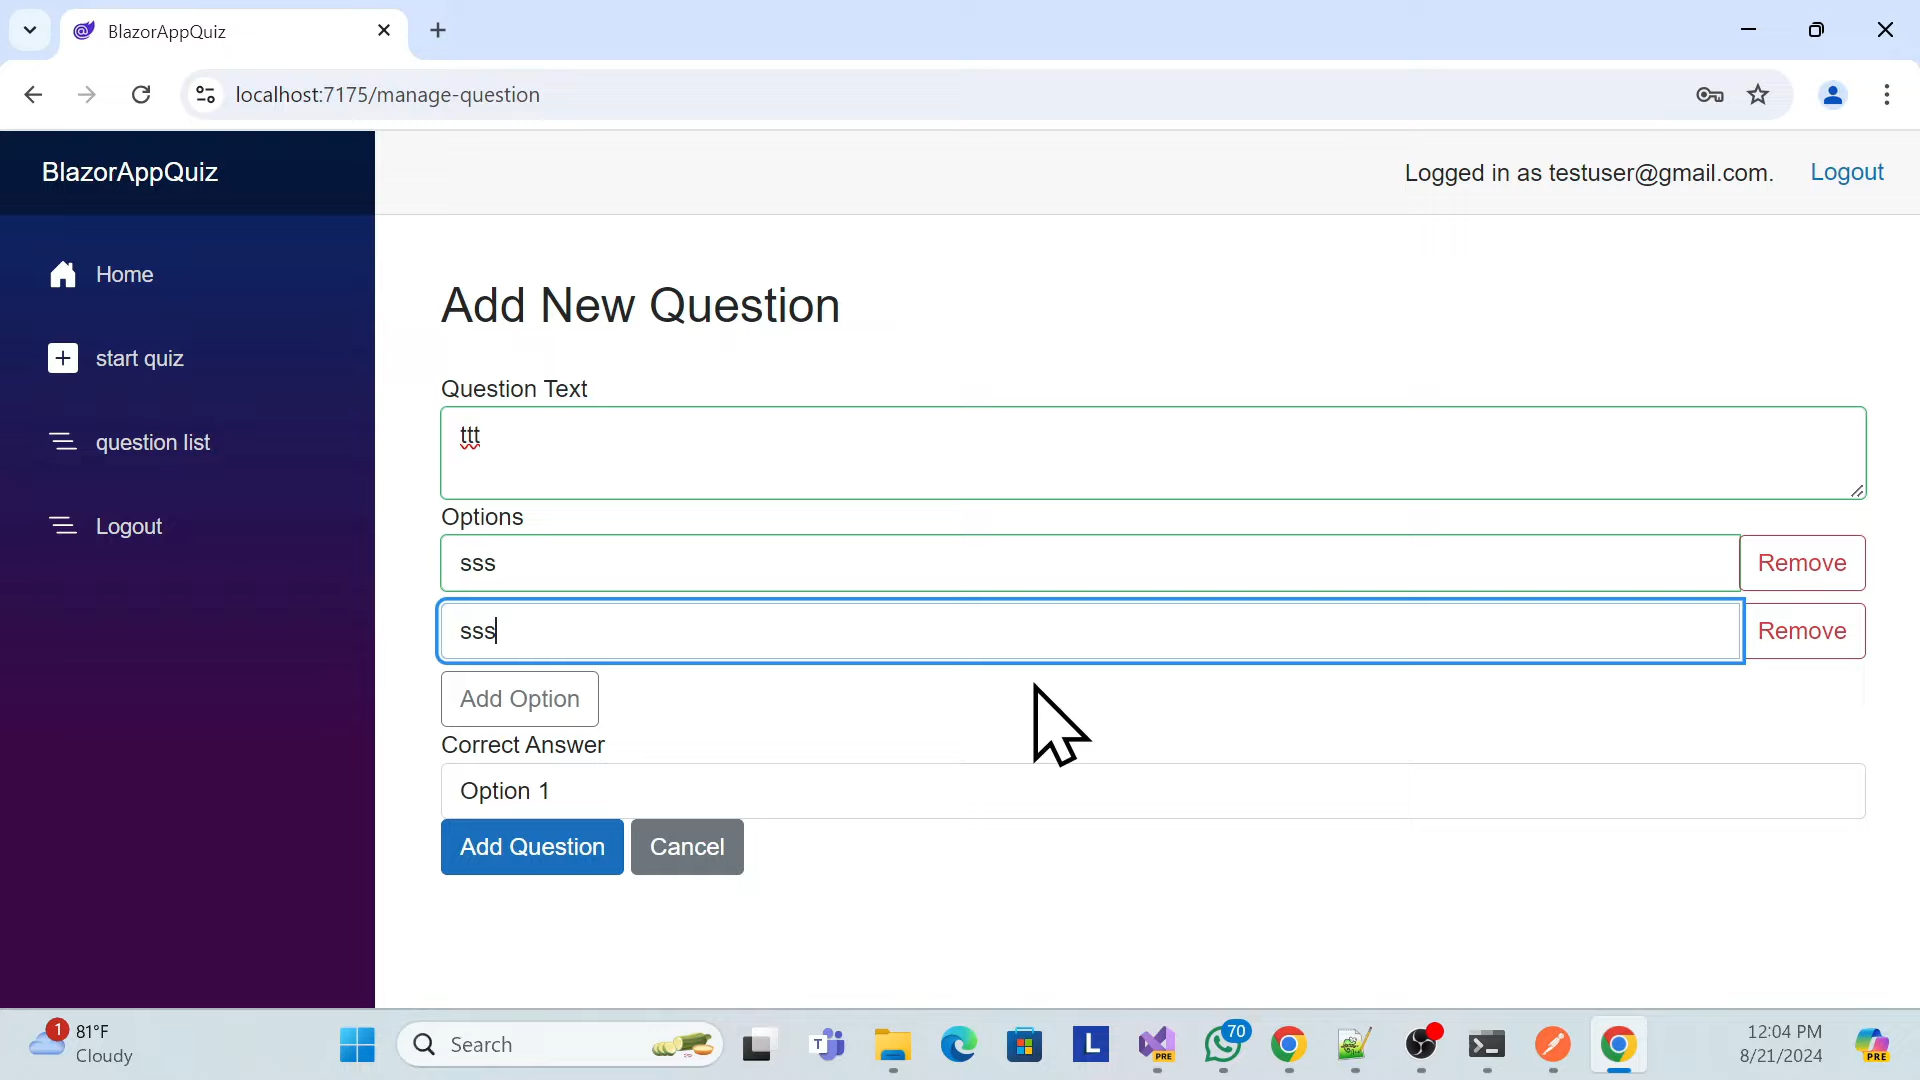 BlazorAppQuiz
localhost:7175/manage-question
BlazorAppQuiz
Logged in as testuser@gmail.com.
Logout
Home
start quiz
question list
Logout
Add New Question
Question Text
ttt
Options
sss
Remove
sss
Remove
Add Option
Correct Answer
Option 1
Add Question
Cancel
1
81°F
Cloudy
Search
T
L
PRE
70
12:04 PM
8/21/2024
PRE